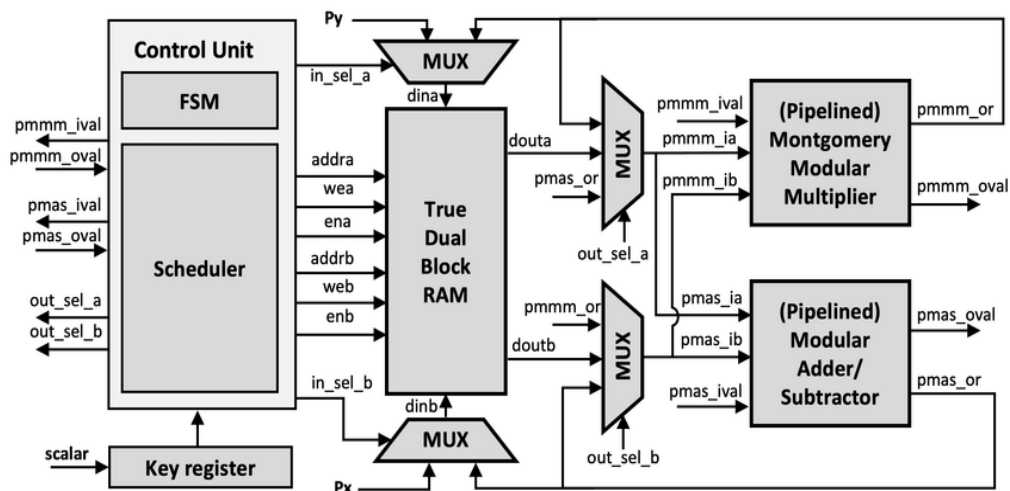 Py
Control Unit
FSM
Scheduler
pmmm_ival
pmmm_oval
pmas_ival
pmas_oval
out_sel_a
out_sel_b
scalar
Key register
in_sel_a
addra
wea
ena
addrb
web
enb
in_sel_b
MUX
dina
True
Dual
Block
RAM
dinb
MUX
Px
douta
pmas_or
MUX
out_sel_a
pmmm_or
doutb
MUX
out_sel_b
pmmm_ival
pmmm_ia
pmmm_ib
(Pipelined)
Montgomery
Modular
Multiplier
pmmm_or
pmmm_oval
pmas_ia
pmas_ib
pmas_ival
(Pipelined)
Modular
Adder/
Subtractor
pmas_oval
pmas_or